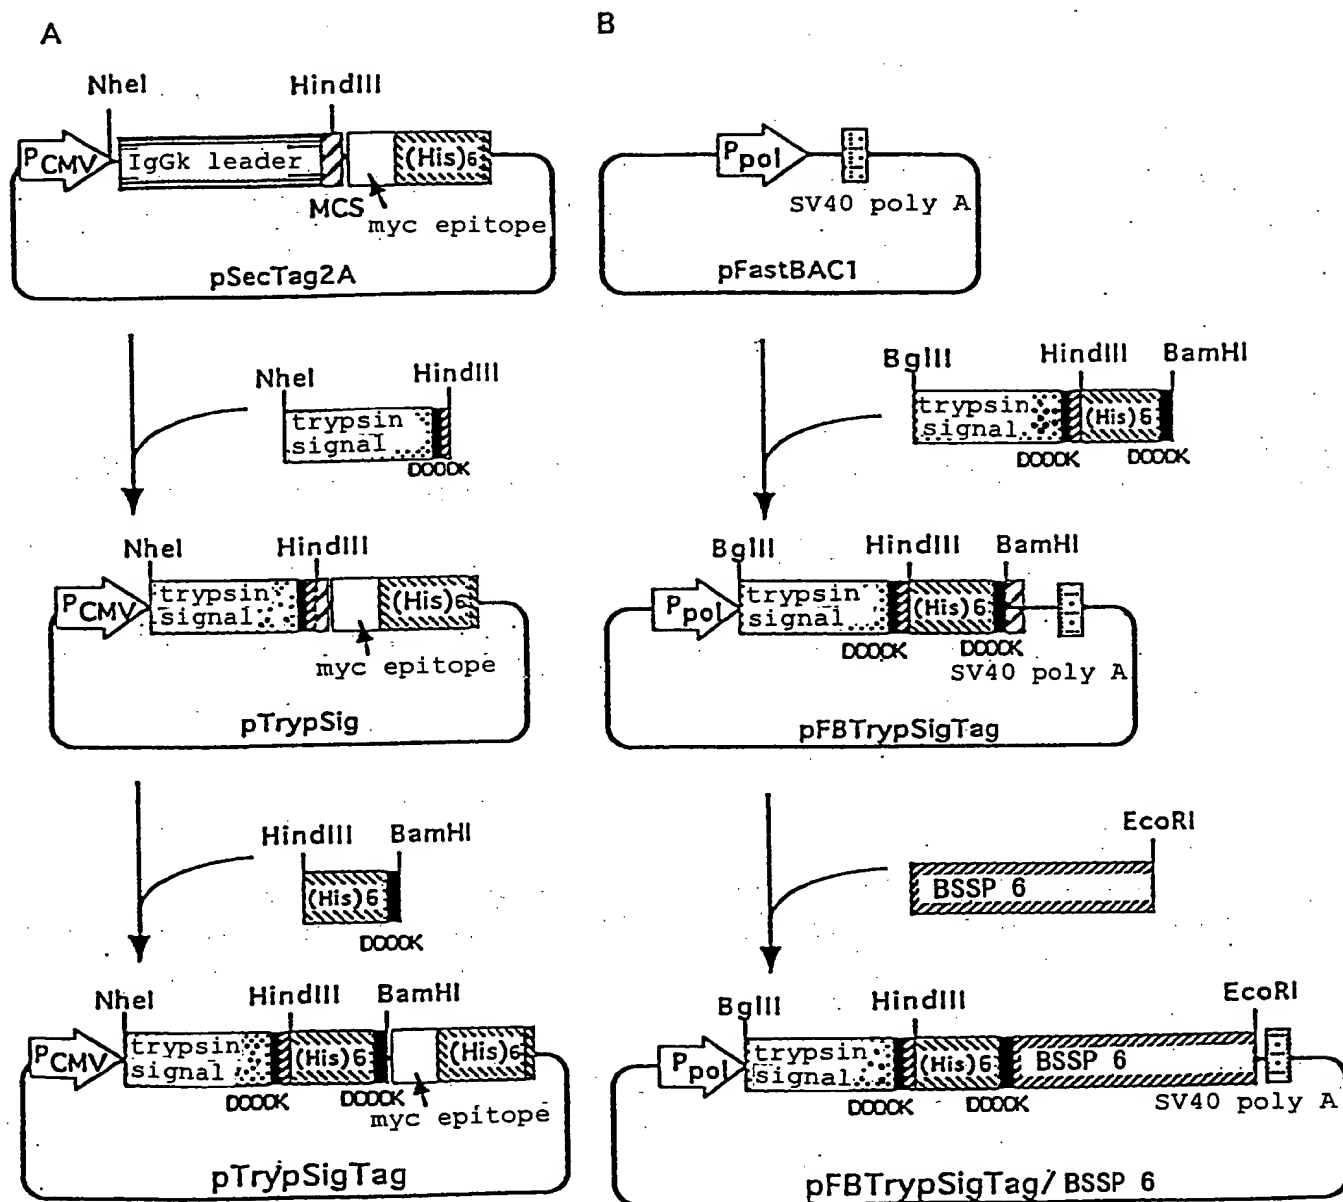 A
NheI HindIII
PCMV IgGk leader (His)6
MCS
myc epitope
pSecTag2A
NheI HindIII
trypsin
signal
DDDDK
NheI HindIII
PCMV trypsin
signal (His)6
myc epitope
pTrypSig
HindIII BamHI
(His)6
DDDDK
NheI HindIII BamHI
PCMV trypsin
signal (His)6 (His)6
DDDDK DDDDK
myc epitope
pTrypSigTag
B
Ppol
SV40 poly A
pFastBAC1
BglII HindIII BamHI
trypsin
signal (His)6
DDDDK DDDDK
BglII HindIII BamHI
Ppol trypsin
signal (His)6
DDDDK DDDDK
SV40 poly A
pFBTrypSigTag
EcoRI
BSSP 6
BglII HindIII EcoRI
Ppol trypsin
signal (His)6 BSSP 6
DDDDK DDDDK
SV40 poly A
pFBTrypSigTag/ BSSP 6